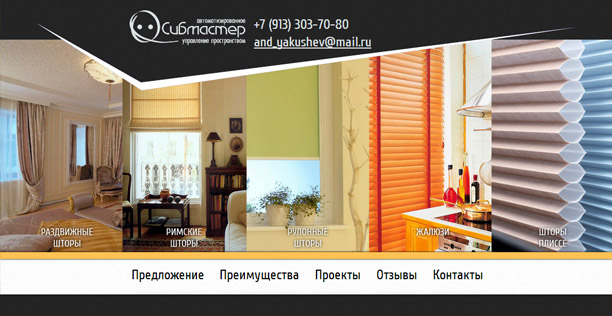 автоматизированное
Сибмастер
управление пространством
+7 (913) 303-70-80
and_yakushev@mail.ru
РАЗДВИЖНЫЕ
ШТОРЫ
РИМСКИЕ
ШТОРЫ
РУЛОННЫЕ
ШТОРЫ
ЖАЛЮЗИ
ШТОРЫ
ПЛИССЕ
Предложение Преимущества Проекты Отзывы Контакты